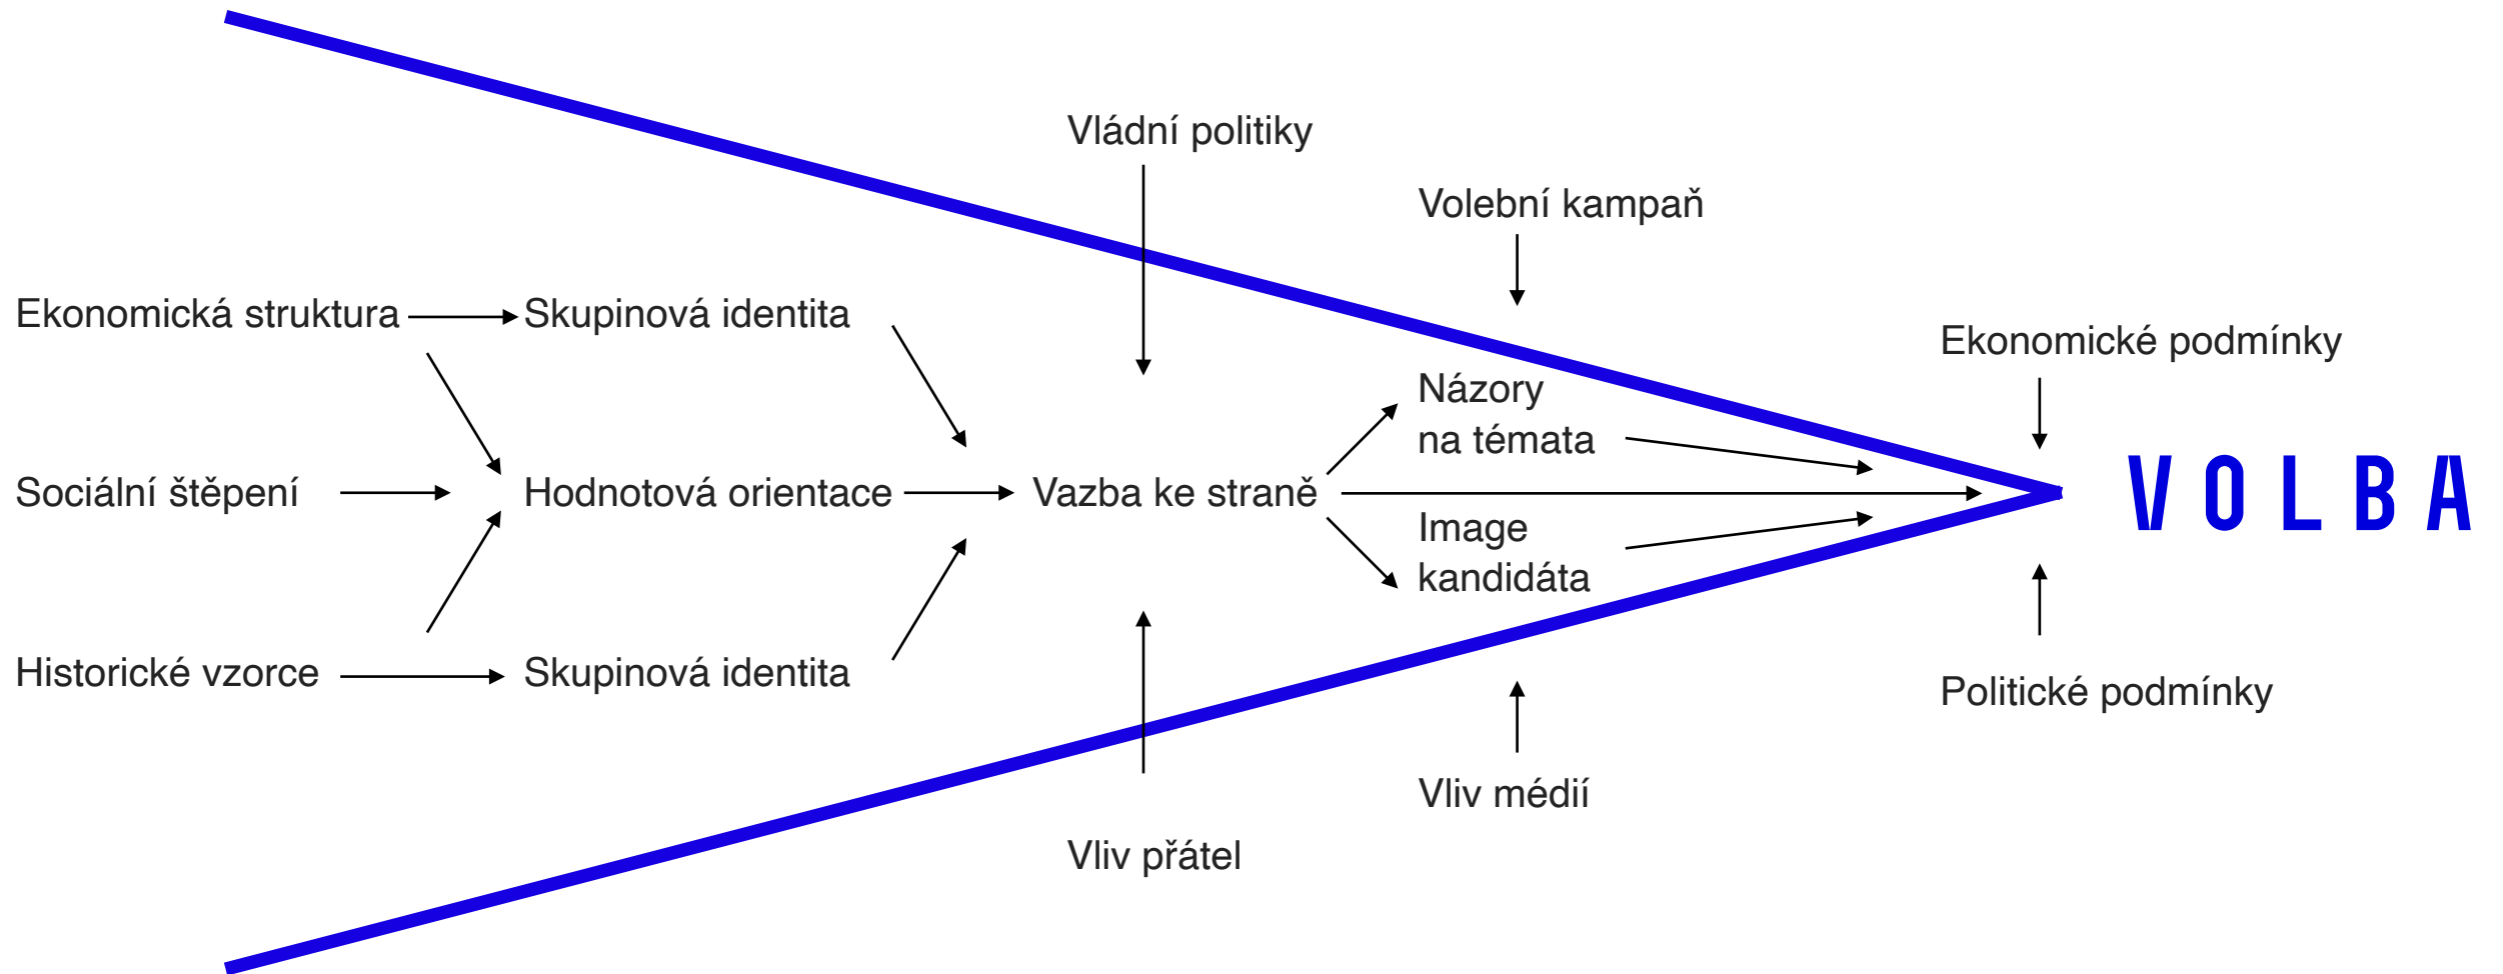 Vládní politiky
Volební kampaň
Ekonomická struktura
Skupinová identita
Ekonomické podmínky
Názory
na témata
Sociální štěpení
Hodnotová orientace
Vazba ke straně
VOLBA
Image
kandidáta
Historické vzorce
Skupinová identita
Politické podmínky
Vliv médií
Vliv přátel